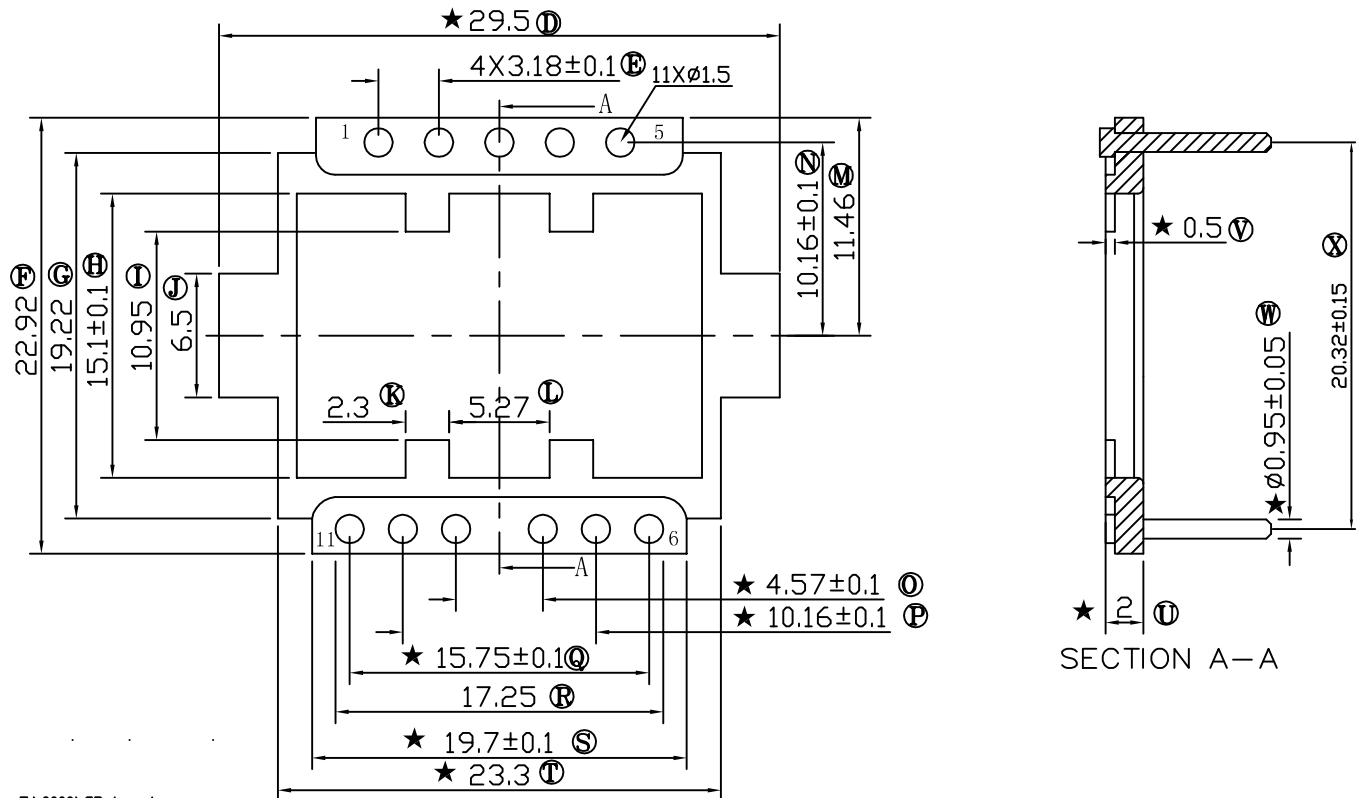 ★ 29.5 Ⓓ
4X3.18±0.1 Ⓔ
11Xø1.5
A
1
5
10.16±0.1 Ⓝ
11.46 Ⓜ
22.92 Ⓕ
19.22 Ⓖ
15.1±0.1 Ⓗ
10.95 Ⓘ
6.5 Ⓙ
2.3 Ⓚ
5.27 Ⓛ
11
6
A
★ 4.57±0.1 Ⓞ
★ 10.16±0.1 Ⓟ
★ 15.75±0.1 Ⓠ
17.25 Ⓡ
★ 19.7±0.1 Ⓢ
★ 23.3 Ⓣ
★ 0.5 Ⓥ
★ ø0.95±0.05 Ⓦ
20.32±0.15 Ⓧ
★ 2 Ⓤ
SECTION A-A